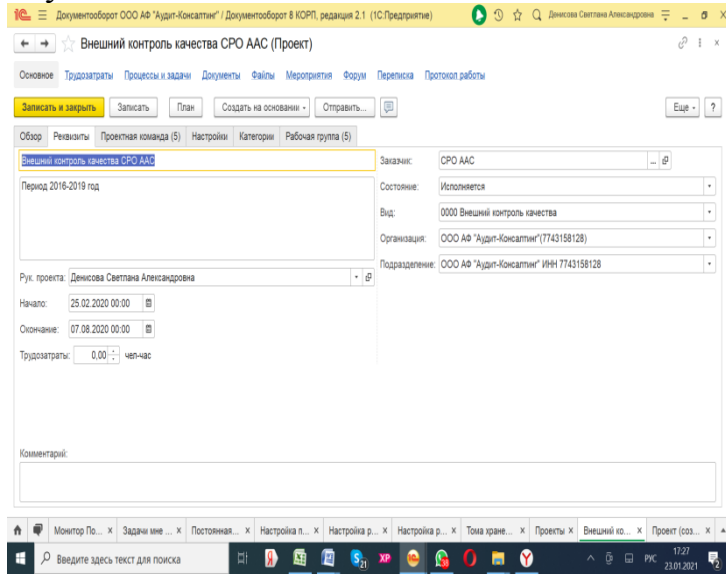 Документооборот ООО АФ "Аудит-Консалтинг" / Документооборот 8 КОРП, редакция 2.1 (1С:Предприятие) Денисова Светлана Александровна
Внешний контроль качества СРО ААС (Проект)
Основное Трудозатраты Процессы и задачи Документы Файлы Мероприятия Форум Переписка Протокол работы
Записать и закрыть Записать План Создать на основании Отправить... Еще ?
Обзор Реквизиты Проектная команда (5) Настройки Категории Рабочая группа (5)
Внешний контроль качества СРО ААС Заказчик: СРО ААС ...
Период 2016-2019 год Состояние: Исполняется
Вид: 0000 Внешний контроль качества
Организация: ООО АФ "Аудит-Консалтинг"(7743158128)
Подразделение: ООО АФ "Аудит-Консалтинг" ИНН 7743158128
Рук. проекта: Денисова Светлана Александровна
Начало: 25.02.2020 00:00
Окончание: 07.08.2020 00:00
Трудозатраты: 0,00 чел-час
Комментарий:
Монитор По... x Задачи мне ... x Постоянная... x Настройка п... x Настройка р... x Настройка р... x Тома хране... x Проекты x Внешний ко... x Проект (соз... x
Введите здесь текст для поиска 21 XP РУС 17:27
23.01.2021